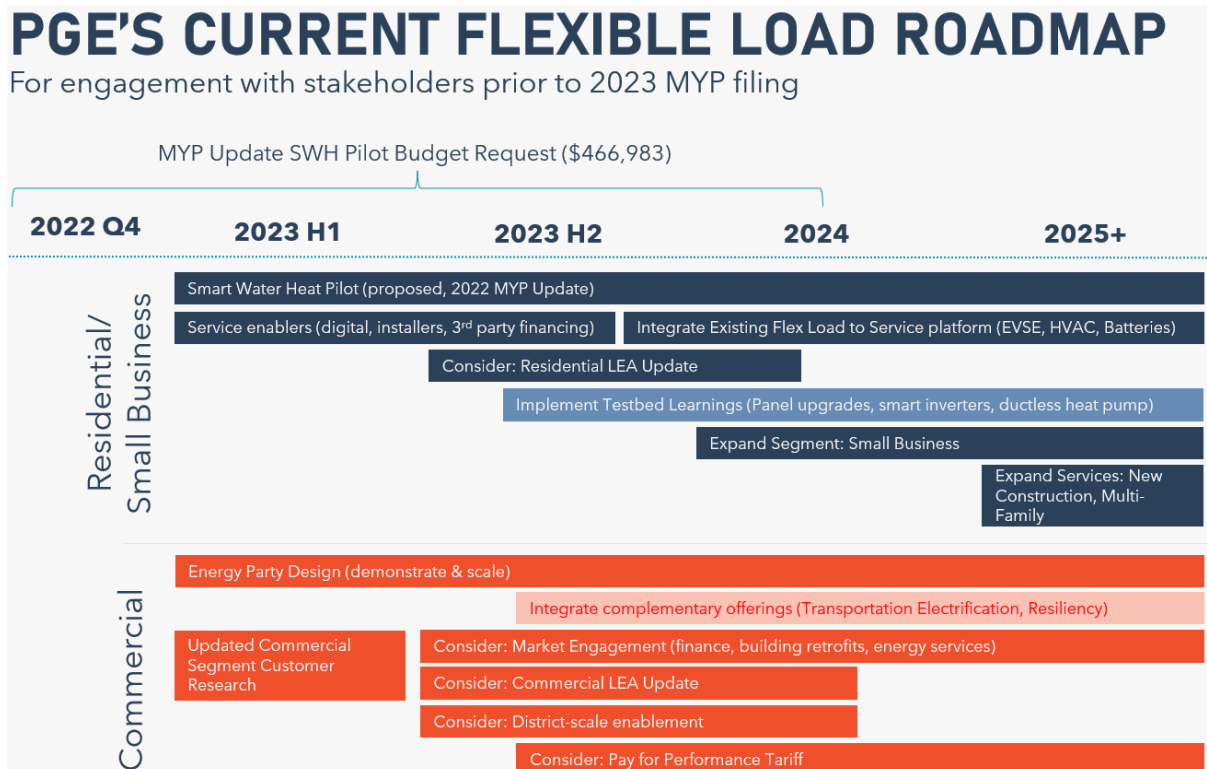 PGE'S CURRENT FLEXIBLE LOAD ROADMAP
For engagement with stakeholders prior to 2023 MYP filing
MYP Update SWH Pilot Budget Request ($466,983)
2022 Q4
2023 H1
2023 H2
2024
2025+
Residential/
Small Business
Smart Water Heat Pilot (proposed, 2022 MYP Update)
Service enablers (digital, installers, 3rd party financing)
Integrate Existing Flex Load to Service platform (EVSE, HVAC, Batteries)
Consider: Residential LEA Update
Implement Testbed Learnings (Panel upgrades, smart inverters, ductless heat pump)
Expand Segment: Small Business
Expand Services: New
Construction, Multi-
Family
Commercial
Energy Party Design (demonstrate & scale)
Integrate complementary offerings (Transportation Electrification, Resiliency)
Updated Commercial
Segment Customer
Research
Consider: Market Engagement (finance, building retrofits, energy services)
Consider: Commercial LEA Update
Consider: District-scale enablement
Consider: Pay for Performance Tariff